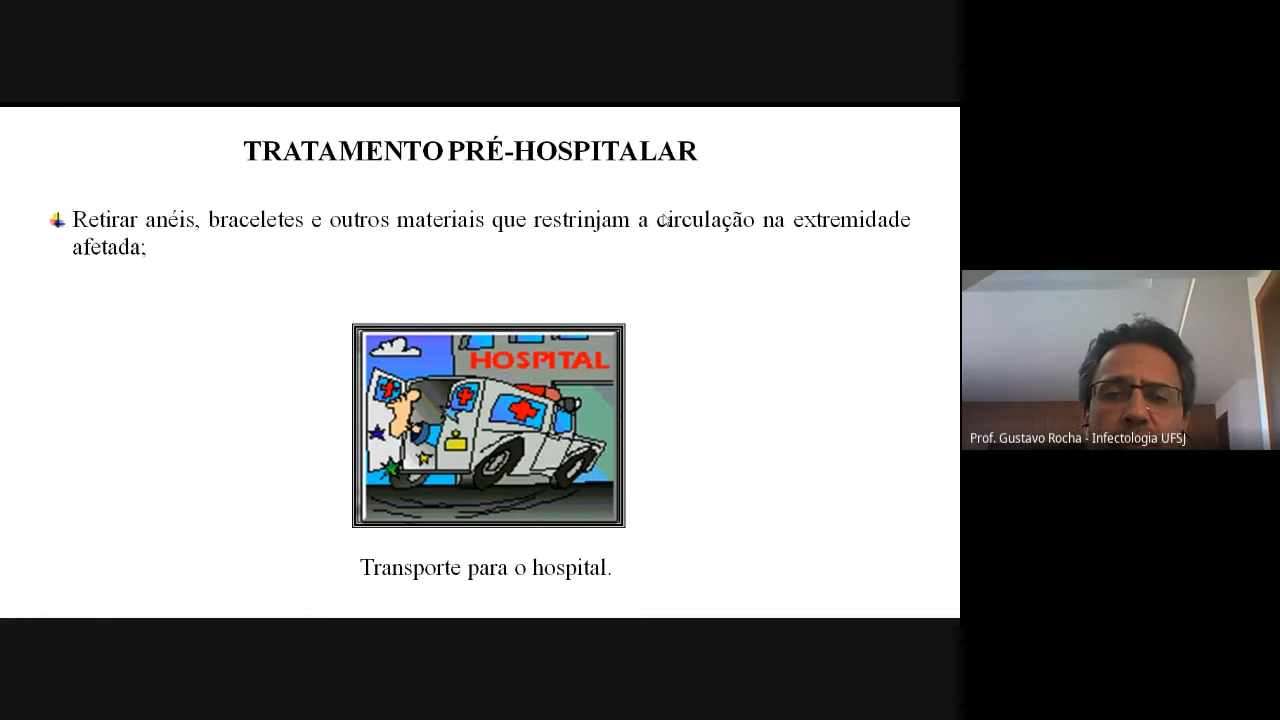 TRATAMENTO PRÉ-HOSPITALAR
Retirar anéis, braceletes e outros materiais que restrinjam a circulação na extremidade
afetada;
HOSPITAL
Transporte para o hospital.
Prof. Gustavo Rocha - Infectologia UFSJ